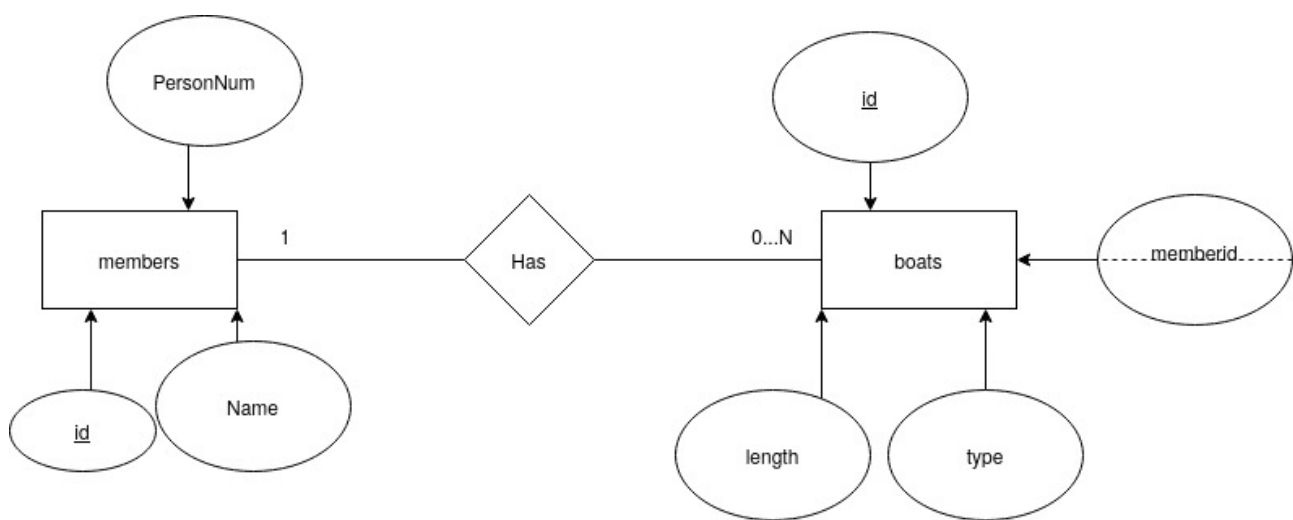 PersonNum
id
members
1
Has
0...N
boats
memberid
id
Name
length
type